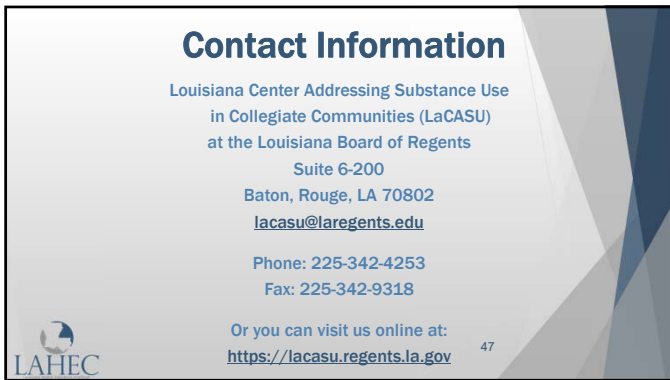 Contact Information
Louisiana Center Addressing Substance Use
in Collegiate Communities (LaCASU)
at the Louisiana Board of Regents
Suite 6-200
Baton, Rouge, LA 70802
lacasu@laregents.edu
Phone: 225-342-4253
Fax: 225-342-9318
Or you can visit us online at:
https://lacasu.regents.la.gov
47
LAHEC